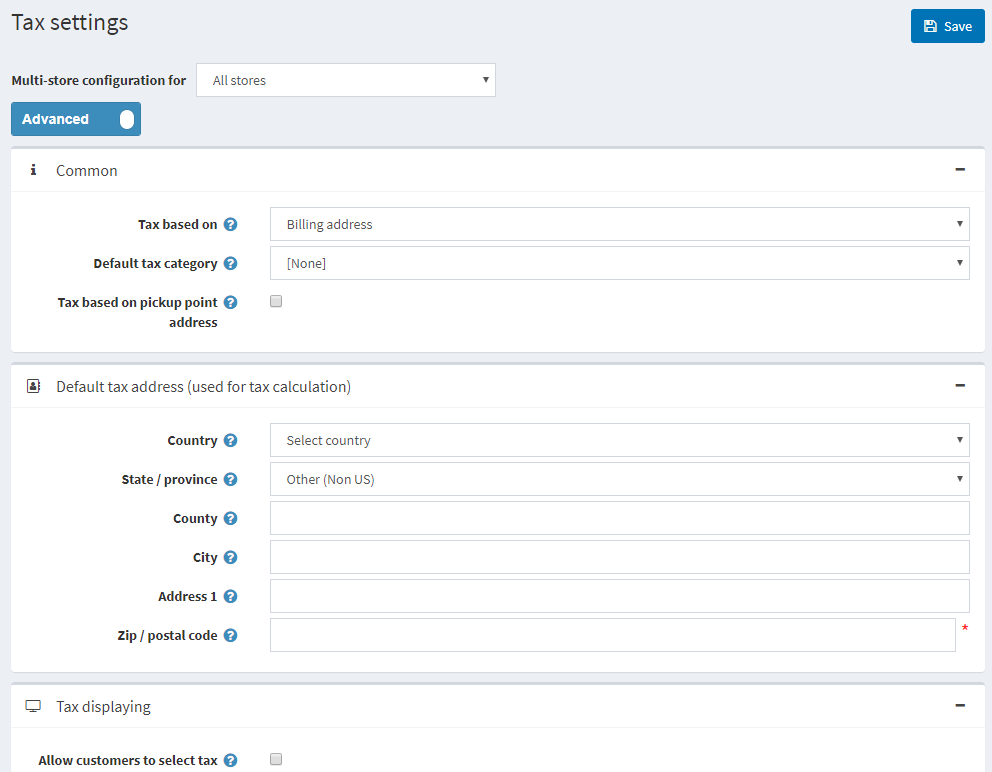 Tax settings
Save
Multi-store configuration for All stores
Advanced
Common
Tax based on Billing address
Default tax category [None]
Tax based on pickup point
address
Default tax address (used for tax calculation)
Country Select country
State / province Other (Non US)
County
City
Address 1
Zip / postal code *
Tax displaying
Allow customers to select tax